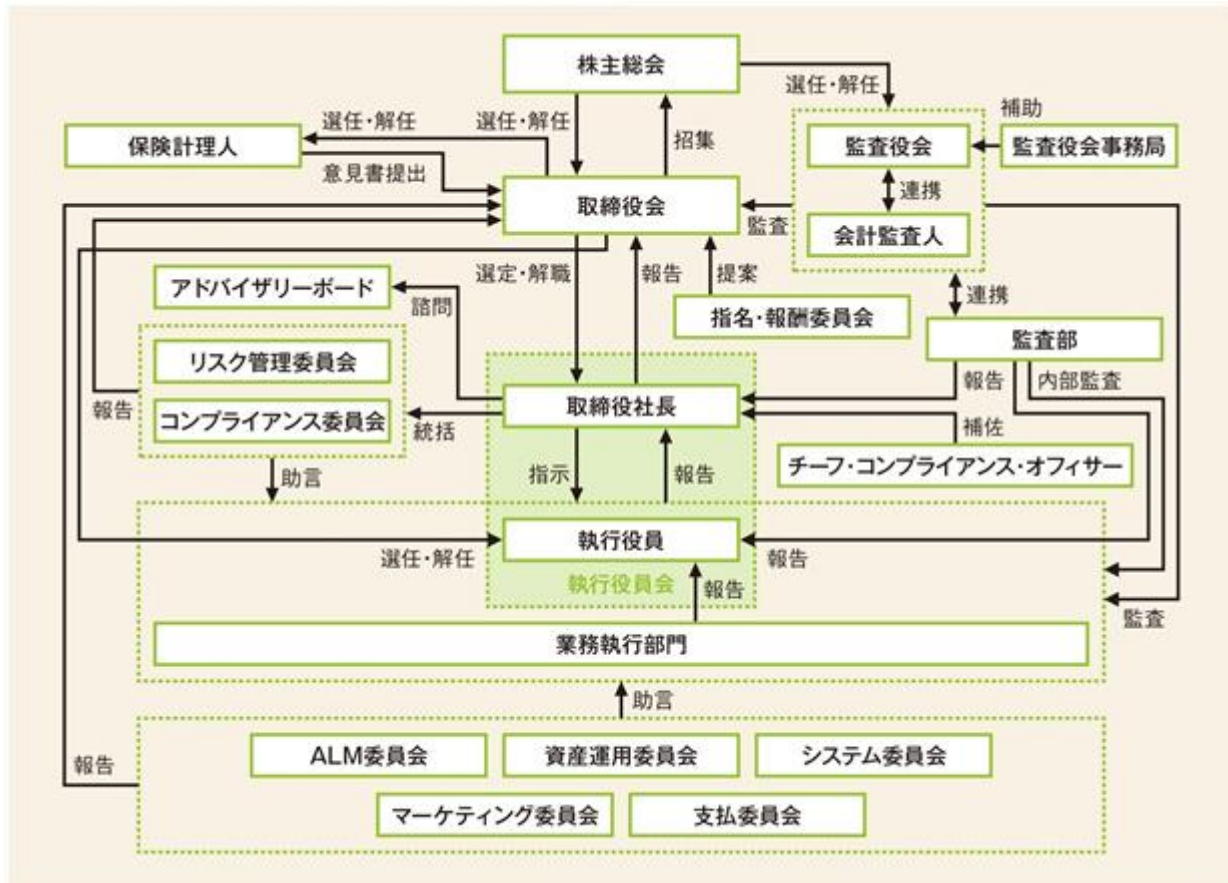 株主総会
選任・解任
補助
選任・解任
選任・解任
招集
保険計理人
監査役会
監査役会事務局
意見書提出
連携
取締役会
監査
会計監査人
選定・解職
報告
提案
アドバイザリーボード
諮問
連携
指名・報酬委員会
監査部
リスク管理委員会
報告
内部監査
報告
コンプライアンス委員会
統括
取締役社長
補佐
チーフ・コンプライアンス・オフィサー
助言
指示
報告
執行役員
選任・解任
報告
執行役員会
報告
監査
業務執行部門
助言
報告
ALM委員会
資産運用委員会
システム委員会
マーケティング委員会
支払委員会